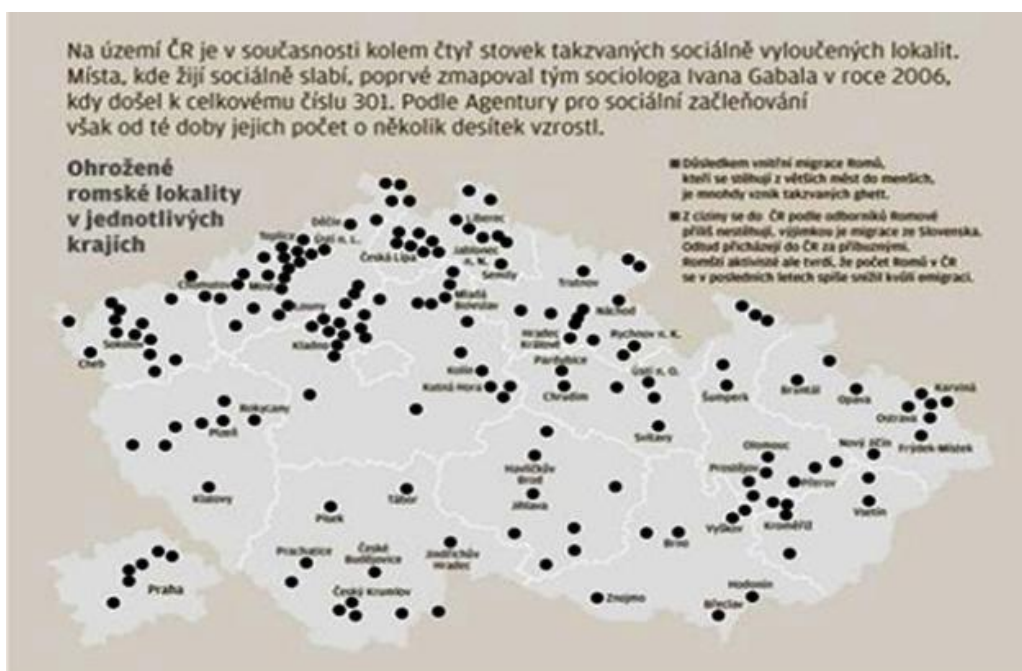 Na území ČR je v současnosti kolem čtyř stovek takzvaných sociálně vyloučených lokalit.
Místa, kde žijí sociálně slabí, poprvé zmapoval tým sociologa Ivana Gabala v roce 2006,
kdy došel k celkovému číslu 301. Podle Agentury pro sociální začleňování
však od té doby jejich počet o několik desítek vzrostl.
Ohrožené
romské lokality
v jednotlivých
krajích
Důsledkem vnitřní migrace Romů,
kteří se stěhují z větších měst do menších,
je mnohdy vznik takzvaných ghett.
Z ciziny se do ČR podle odborníků Romové
příliš nestěhují, výjimkou je migrace ze Slovenska.
Odtud přicházejí do ČR za příbuznými.
Romští aktivisté ale tvrdí, že počet Romů v ČR
se v posledních letech spíše snížil kvůli emigraci.
Děčín
Liberec
Teplice
Ústí n. L.
Česká Lípa
Jablonec
n. N.
Semily
Trutnov
Chomutov
Most
Louny
Mladá
Boleslav
Náchod
Sokolov
Cheb
Kladno
Hradec
Králové
Rychnov n. K.
Pardubice
Ústí n. O.
Kolín
Kutná Hora
Chrudim
Šumperk
Bruntál
Opava
Karviná
Ostrava
Rokycany
Plzeň
Svitavy
Olomouc
Nový Jičín
Frýdek-Místek
Havlíčkův
Brod
Prostějov
Přerov
Klatovy
Tábor
Jihlava
Písek
Vyškov
Kroměříž
Vsetín
Brno
Prachatice
České
Budějovice
Jindřichův
Hradec
Praha
Český Krumlov
Znojmo
Hodonín
Břeclav